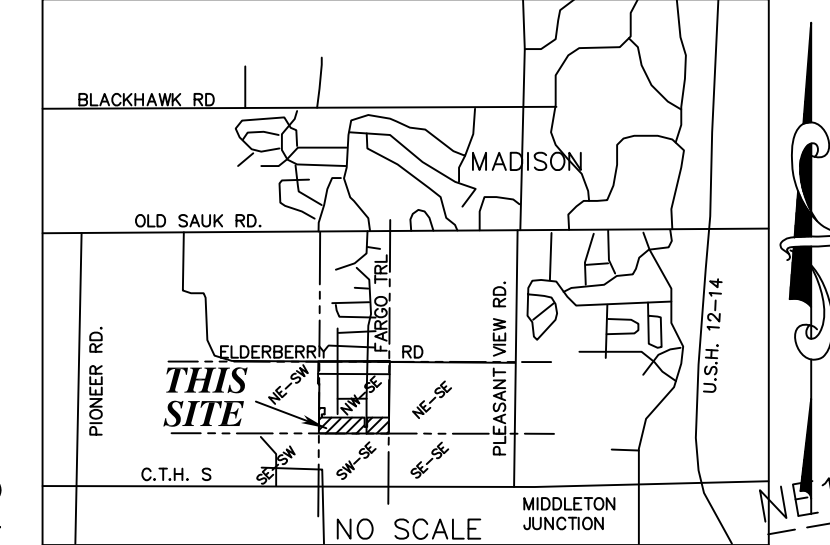 BLACKHAWK RD
MADISON
OLD SAUK RD.
FARGO TRL
PIONEER RD.
PLEASANT VIEW RD.
U.S.H. 12-14
ELDERBERRY RD
THIS
SITE
NE-SW
NW-SE
NE-SE
SE-SW
SW-SE
SE-SE
C.T.H. S
MIDDLETON
JUNCTION
NO SCALE
NE